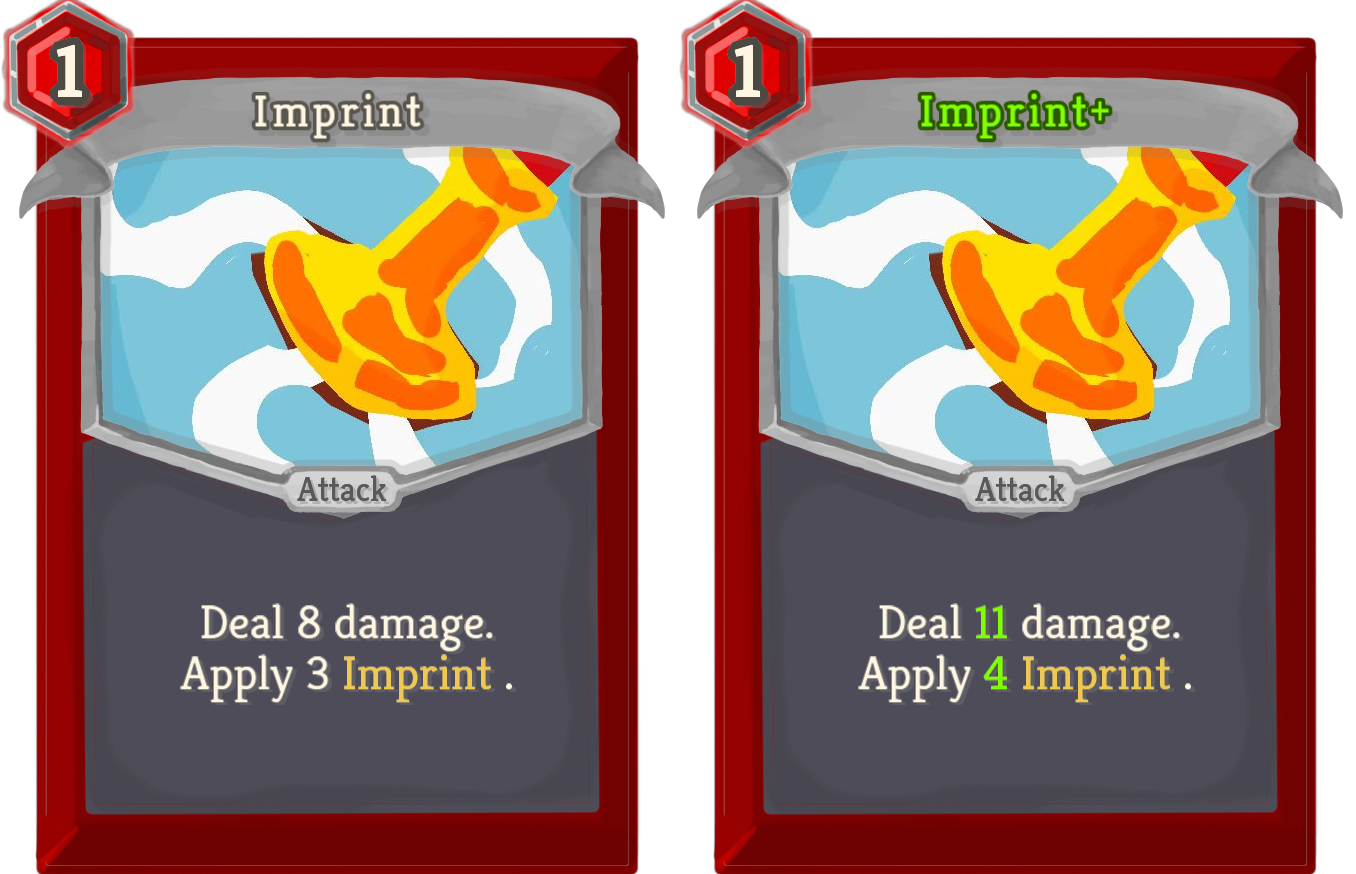 1
Imprint
Attack
Deal 8 damage.
Apply 3 Imprint .
1
Imprint+
Attack
Deal 11 damage.
Apply 4 Imprint .